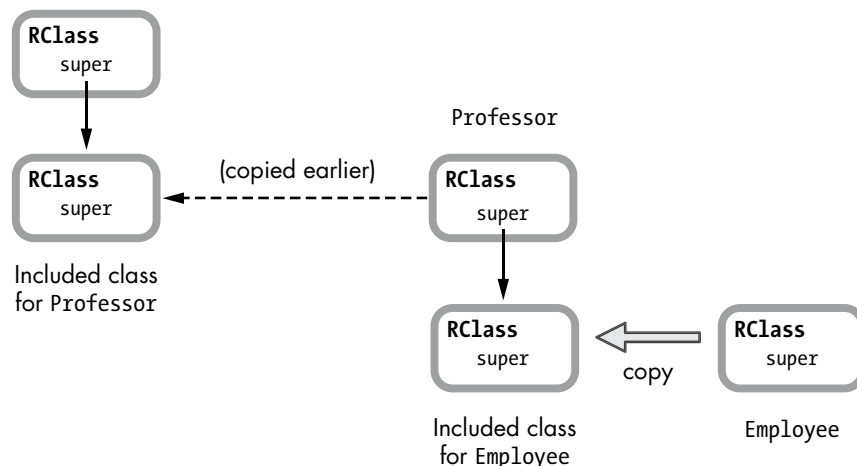 RClass
super
RClass
super
Included class
for Professor
(copied earlier)
Professor
RClass
super
RClass
super
Included class
for Employee
copy
RClass
super
Employee